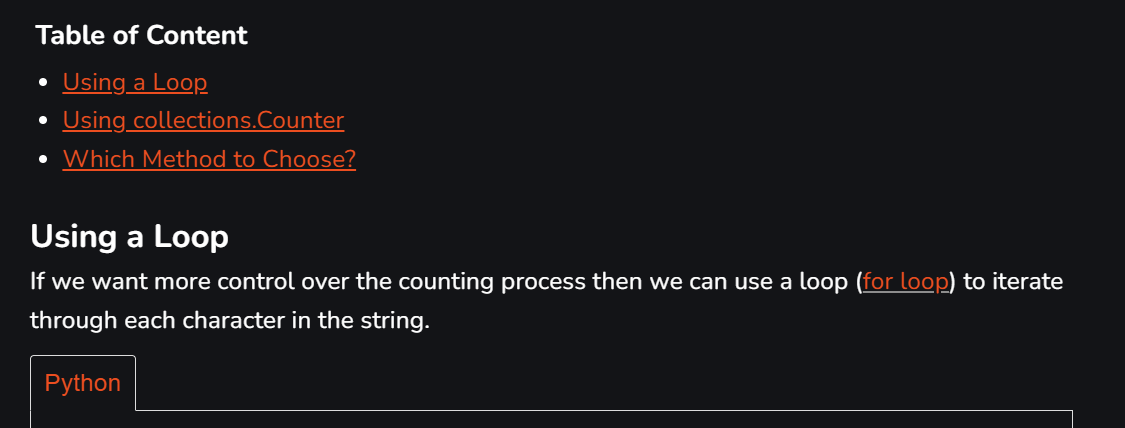 Table of Content
Using a Loop
Using collections.Counter
Which Method to Choose?
Using a Loop
If we want more control over the counting process then we can use a loop (for loop) to iterate
through each character in the string.
Python